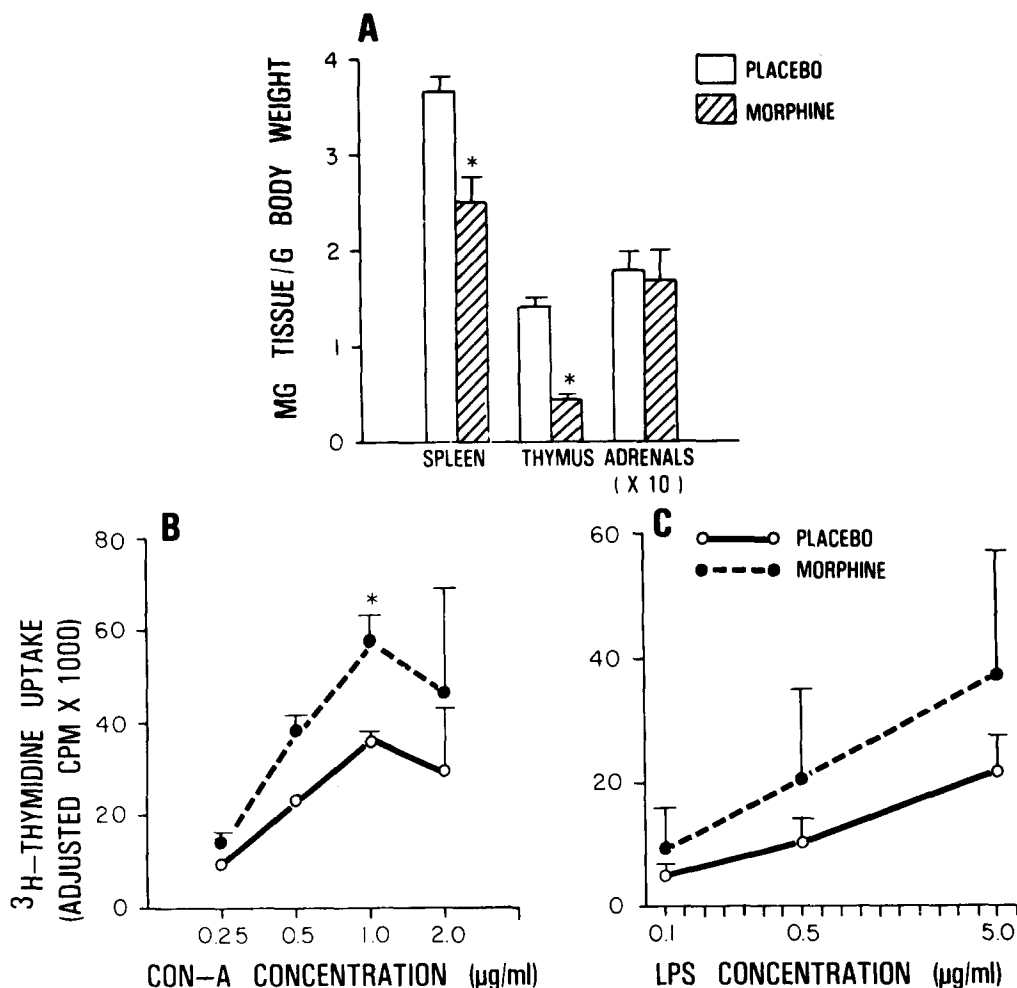 A
MG TISSUE/G BODY WEIGHT
4
3
2
1
0
PLACEBO
MORPHINE
*
*
SPLEEN THYMUS ADRENALS
( X 10 )
B
³H–THYMIDINE UPTAKE
(ADJUSTED CPM X 1000)
80
60
40
20
0
*
0.25 0.5 1.0 2.0
CON–A CONCENTRATION (µg/ml)
C
PLACEBO
MORPHINE
60
40
20
0
0.1 0.5 5.0
LPS CONCENTRATION (µg/ml)